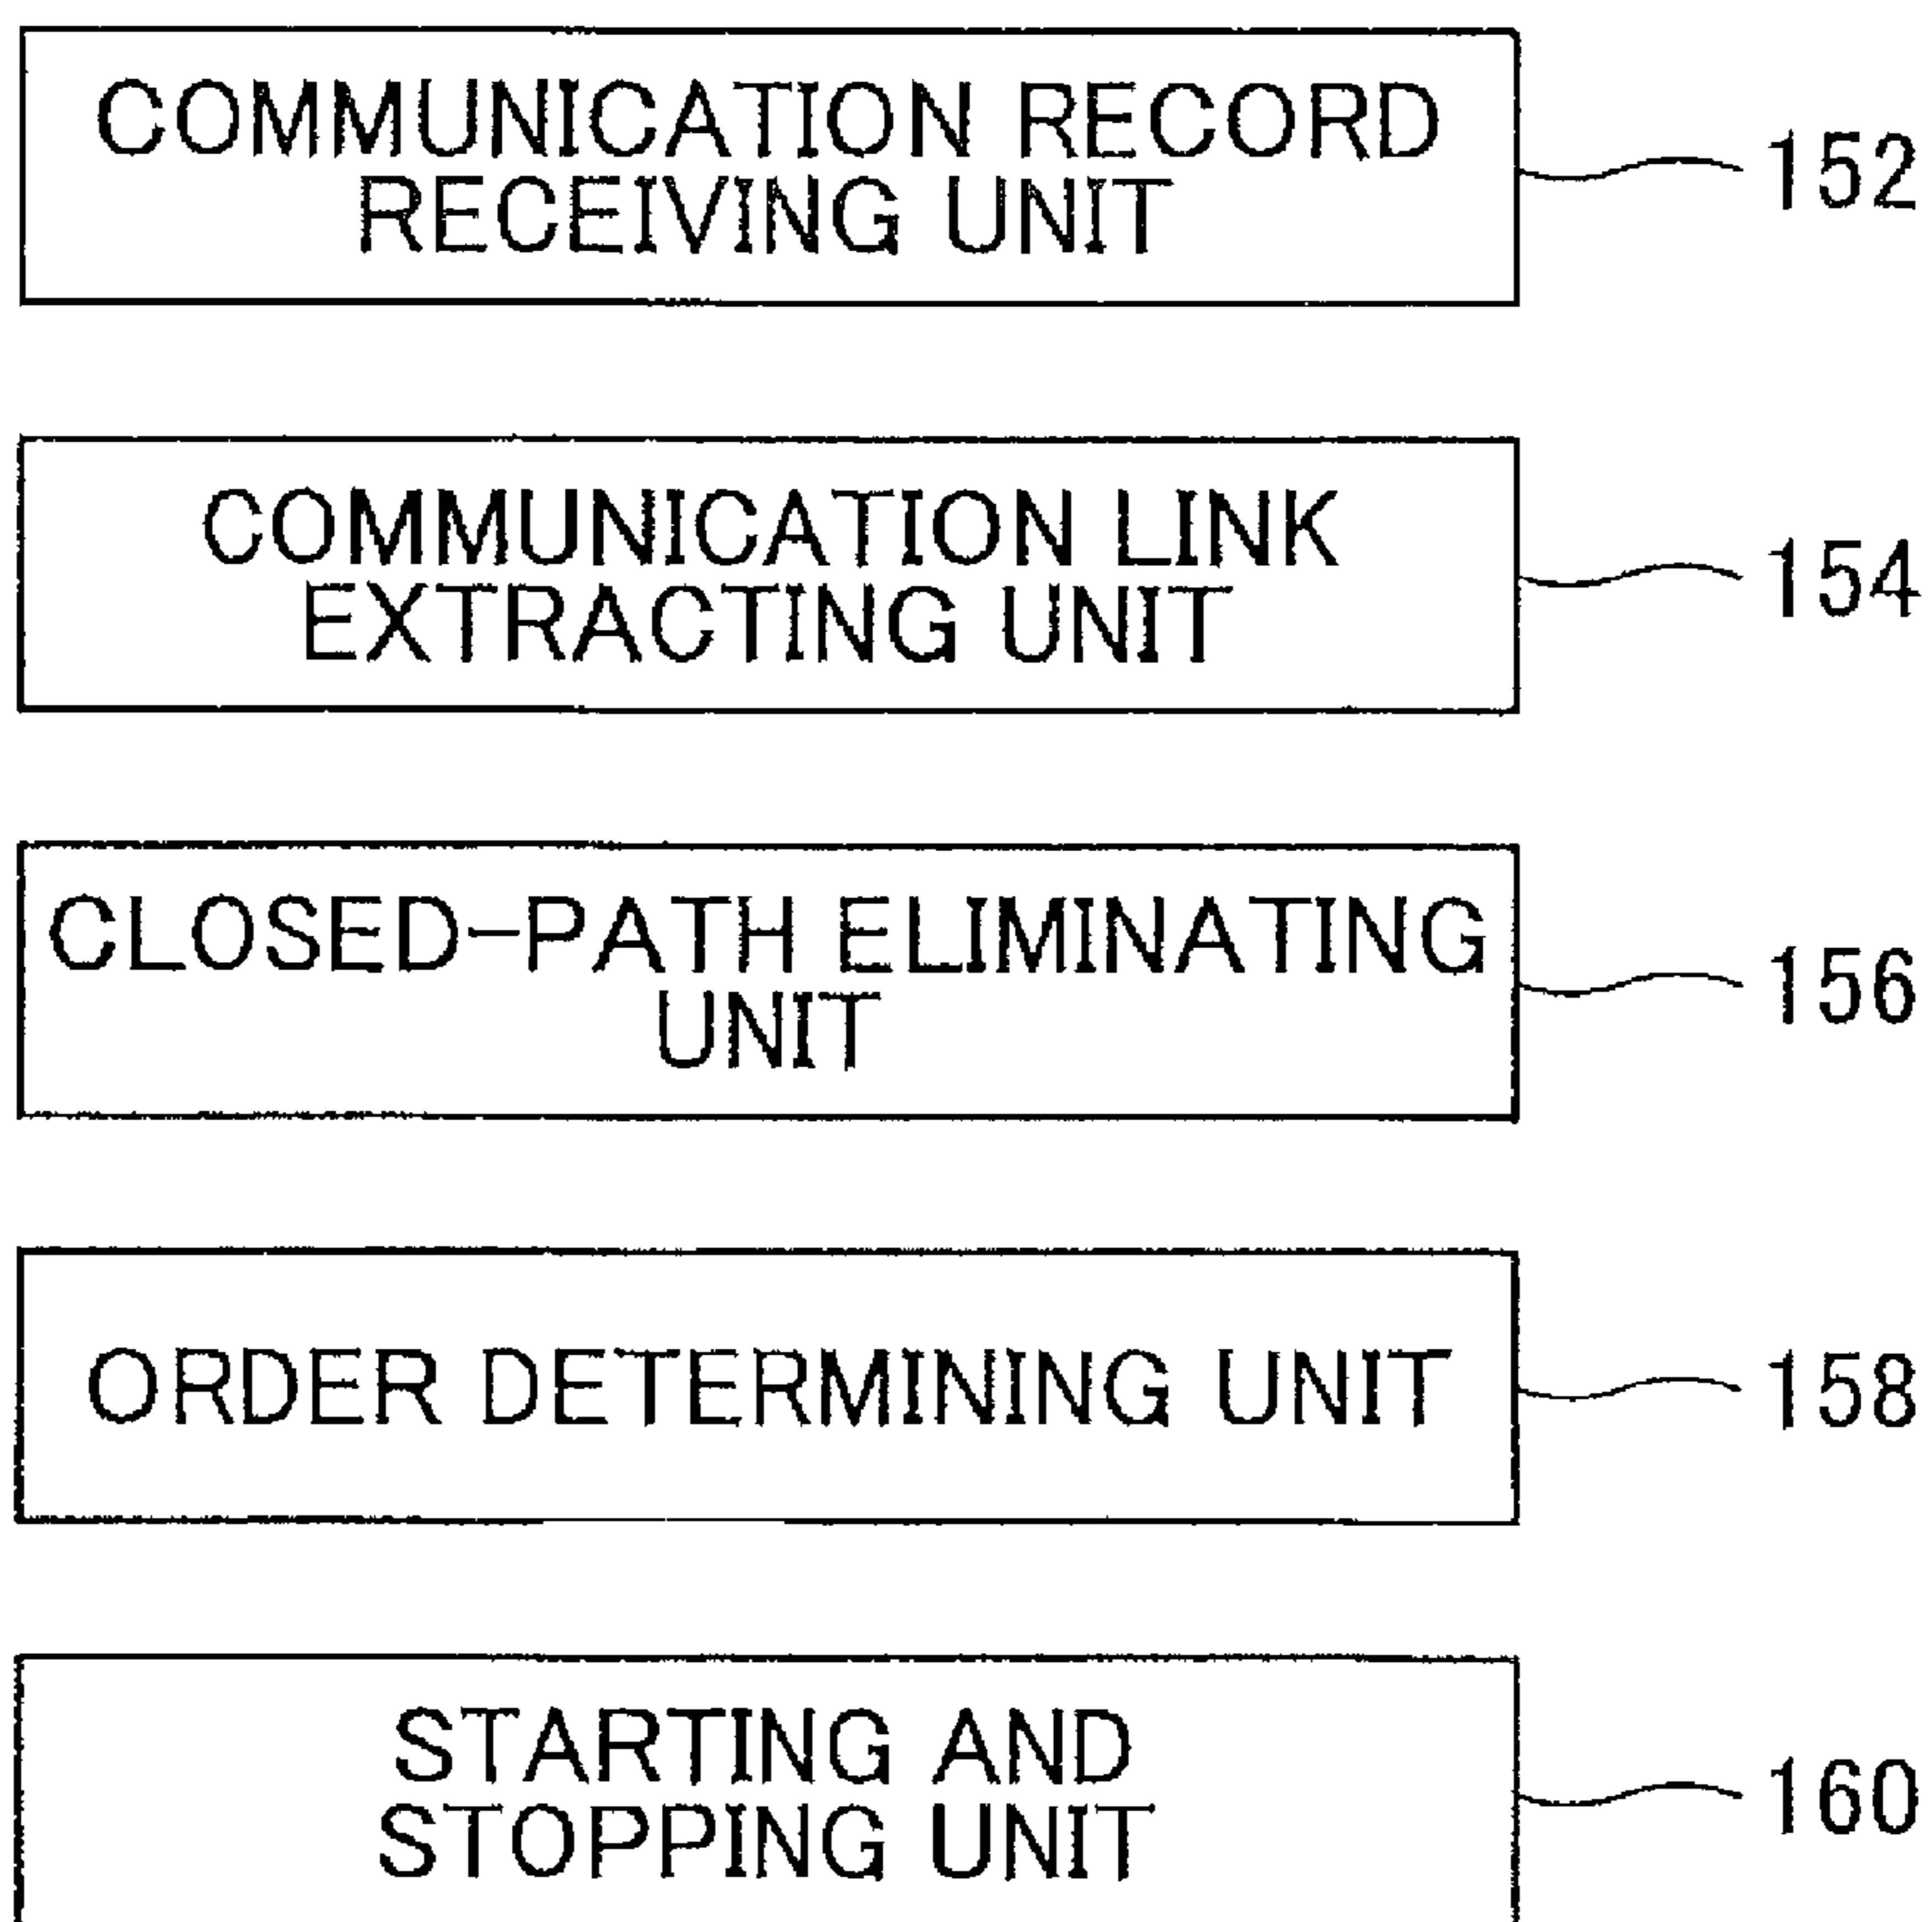 COMMUNICATION RECORD
RECEIVING UNIT
152
COMMUNICATION LINK
EXTRACTING UNIT
154
CLOSED-PATH ELIMINATING
UNIT
156
ORDER DETERMINING UNIT
158
STARTING AND
STOPPING UNIT
160